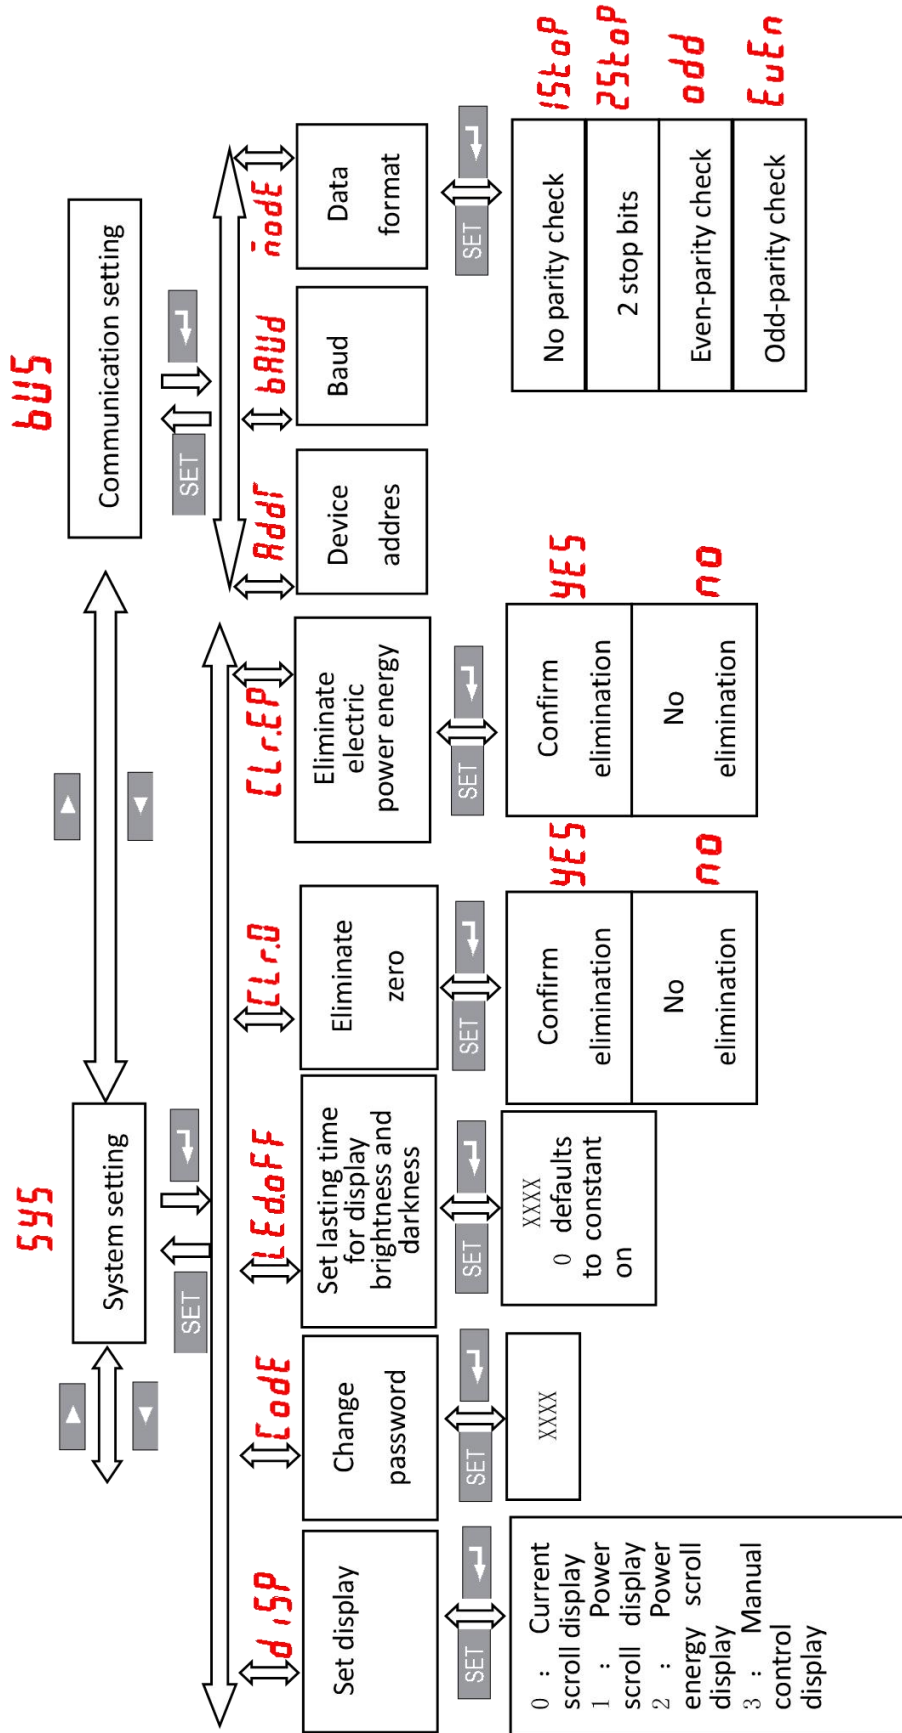 SYS
bUS
System setting
Communication setting
SET
SET
diSP
CodE
LEd.oFF
CLr.0
CLr.EP
Addr
bAUd
modE
Set display
Change
password
Set lasting time
for display
brightness and
darkness
Eliminate
zero
Eliminate
electric
power energy
Device
addres
Baud
Data
format
SET
SET
SET
SET
SET
SET
0 : Current
scroll display
1 : Power
scroll display
2 : Power
energy scroll
display
3 : Manual
control
display
XXXX
XXXX
0 defaults
to constant
on
Confirm
elimination
YES
No
elimination
no
Confirm
elimination
YES
No
elimination
no
No parity check
1StoP
2 stop bits
2StoP
Even-parity check
odd
Odd-parity check
EvEn